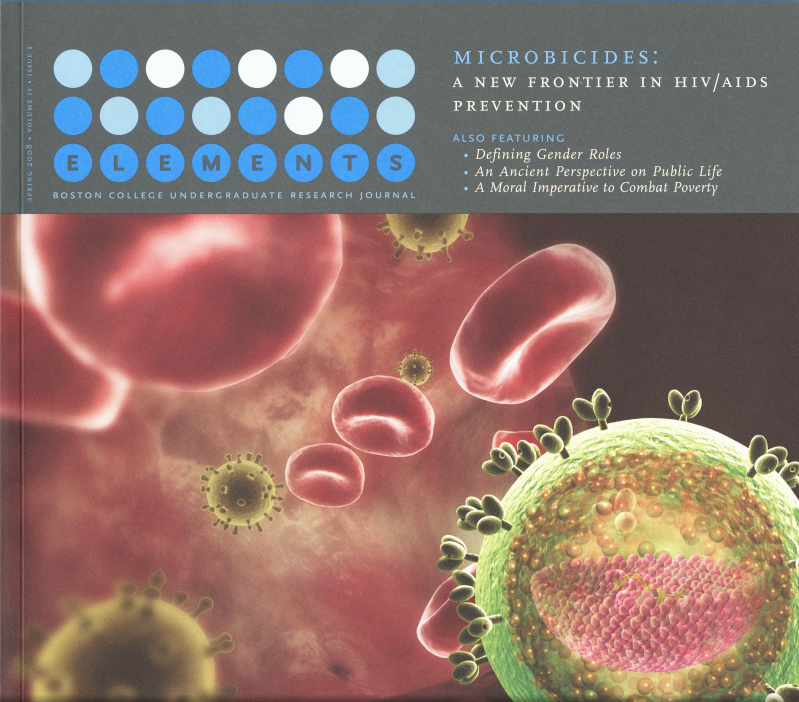 SPRING 2008 • VOLUME IV • ISSUE I
ELEMENTS
BOSTON COLLEGE UNDERGRADUATE RESEARCH JOURNAL
MICROBICIDES:
A NEW FRONTIER IN HIV/AIDS
PREVENTION
ALSO FEATURING
• Defining Gender Roles
• An Ancient Perspective on Public Life
• A Moral Imperative to Combat Poverty